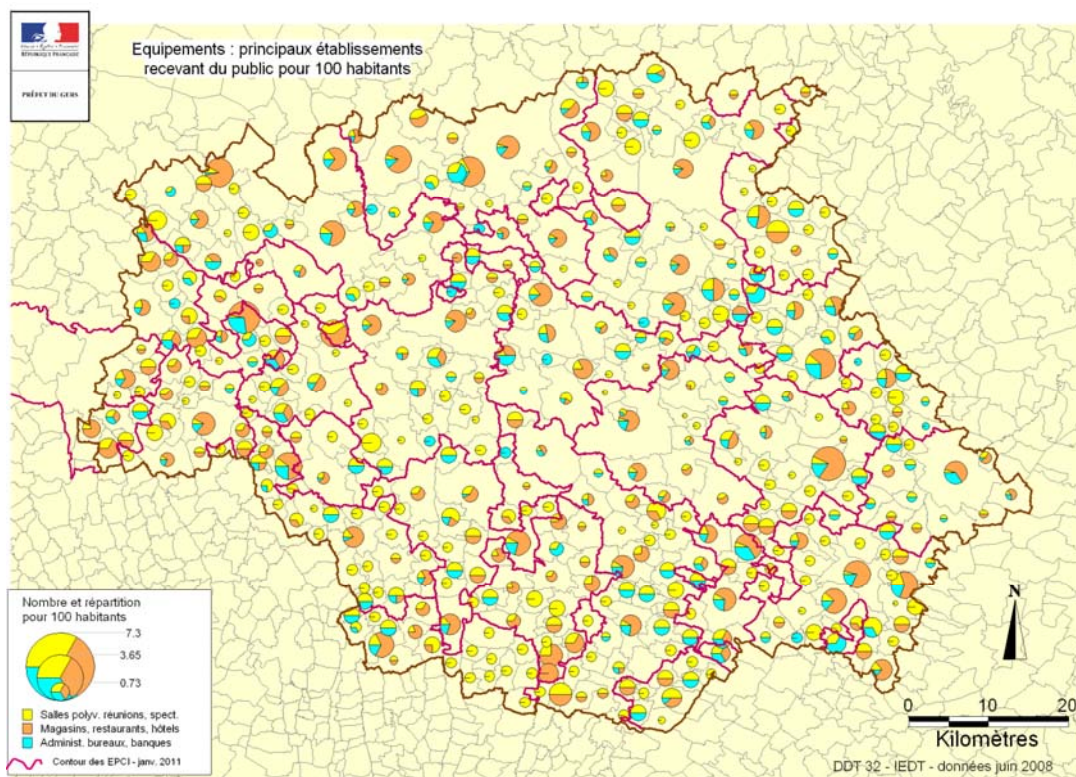 Equipements : principaux établissements
recevant du public pour 100 habitants
RÉPUBLIQUE FRANÇAISE
PRÉFET DU GERS
Nombre et répartition
pour 100 habitants
7.3
3.65
0.73
Salles polyv. réunions, spect.
Magasins, restaurants, hôtels
Administ. bureaux, banques
Contour des EPCI - janv. 2011
N
0 10 20
Kilomètres
DDT 32 - IEDT - données juin 2008